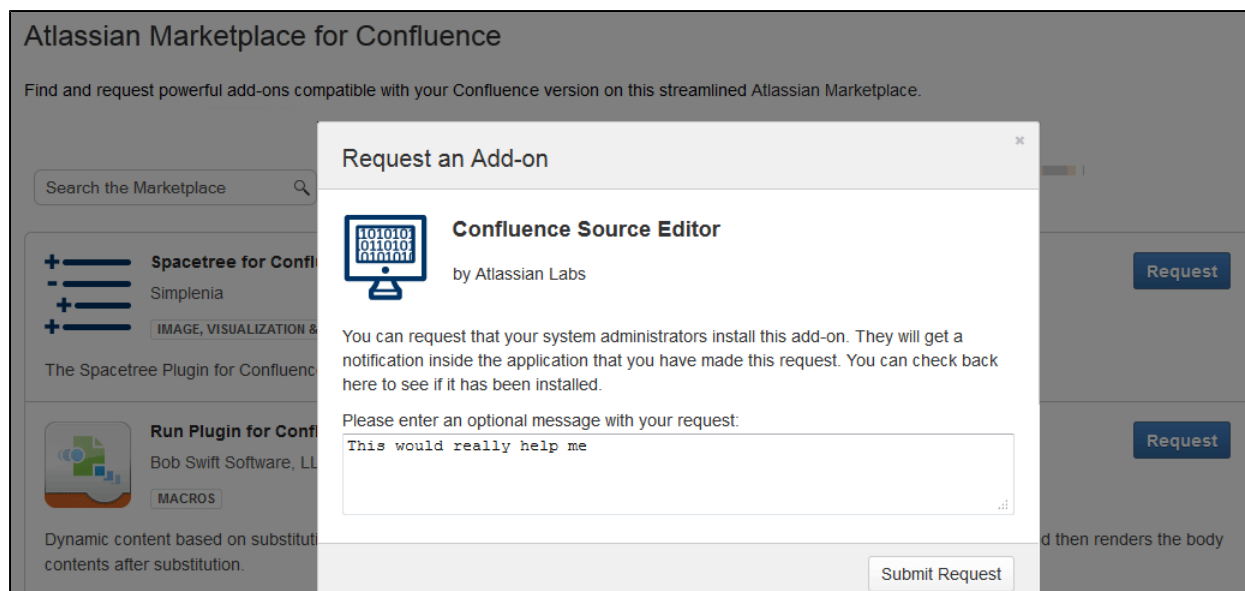 Atlassian Marketplace for Confluence
Find and request powerful add-ons compatible with your Confluence version on this streamlined Atlassian Marketplace.
Request an Add-on
Search the Marketplace
1010101
0110101
0101010
Confluence Source Editor
by Atlassian Labs
Spacetree for Confl
Simplenia
IMAGE, VISUALIZATION &
Request
The Spacetree Plugin for Confluenc
You can request that your system administrators install this add-on. They will get a
notification inside the application that you have made this request. You can check back
here to see if it has been installed.
Please enter an optional message with your request:
This would really help me
Run Plugin for Confl
Bob Swift Software, LL
MACROS
Request
Dynamic content based on substituti
d then renders the body
contents after substitution.
Submit Request